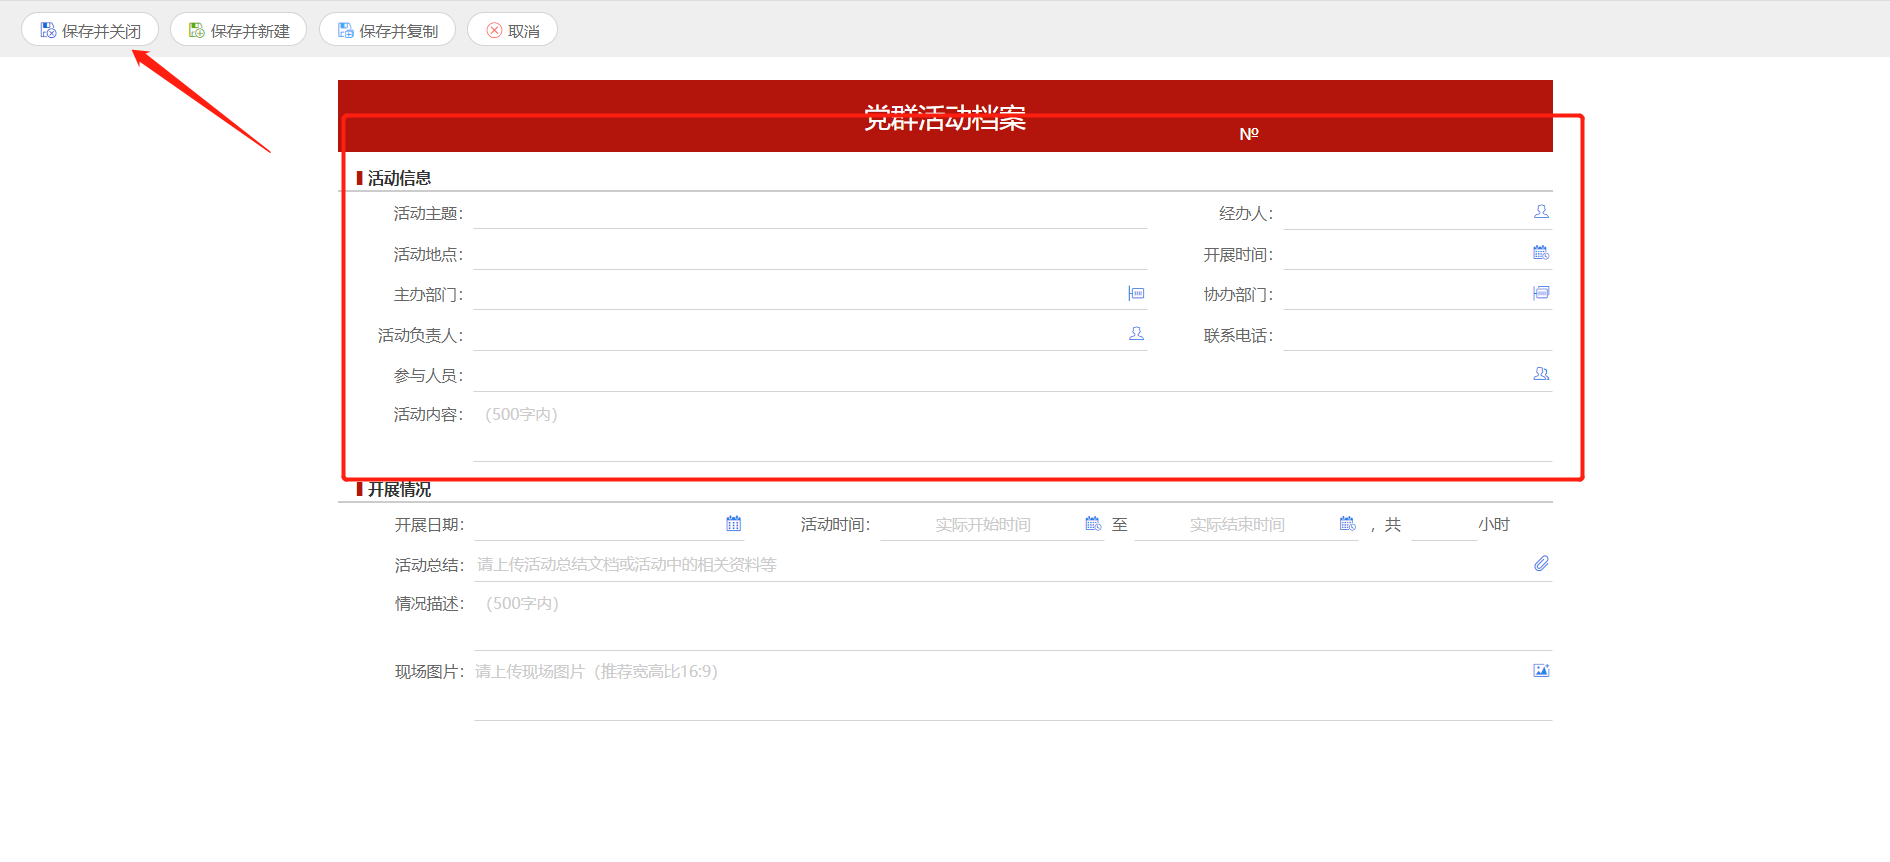 保存并关闭 保存并新建 保存并复制 取消
党群活动档案
№
活动信息
活动主题： 经办人：
活动地点： 开展时间：
主办部门： 协办部门：
活动负责人： 联系电话：
参与人员：
活动内容： （500字内）
开展情况
开展日期： 活动时间： 实际开始时间 至 实际结束时间 ，共 小时
活动总结： 请上传活动总结文档或活动中的相关资料等
情况描述： （500字内）
现场图片： 请上传现场图片（推荐宽高比16:9）